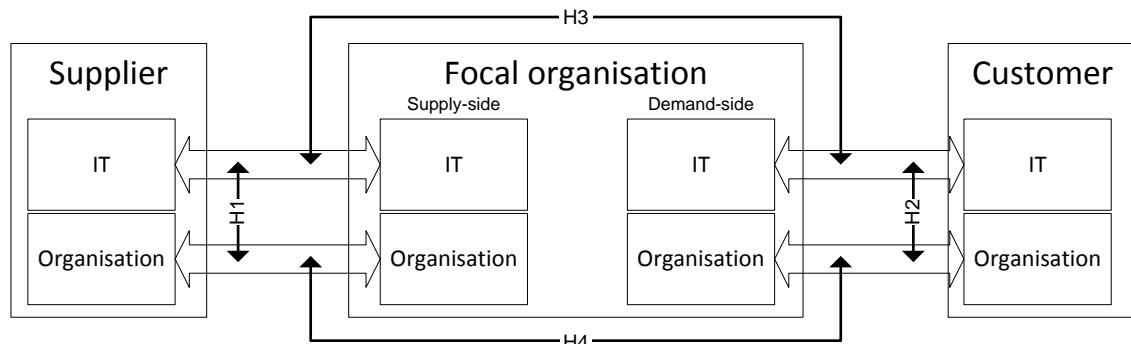 H3
Supplier
Focal organisation
Customer
Supply-side
Demand-side
IT
IT
IT
IT
H1
H2
Organisation
Organisation
Organisation
Organisation
H4